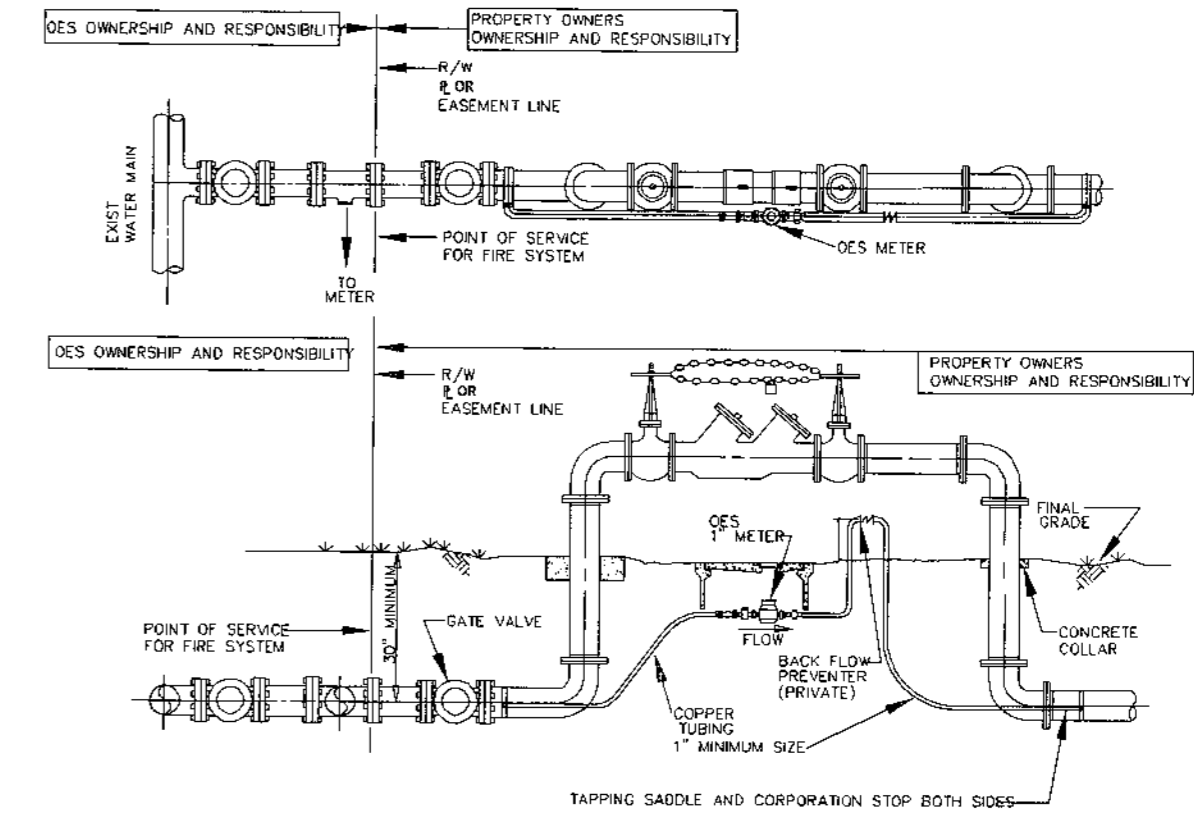 OES OWNERSHIP AND RESPONSIBILITY
PROPERTY OWNERS
OWNERSHIP AND RESPONSIBILITY
R/W
℄ OR
EASEMENT LINE
EXIST
WATER MAIN
TO
METER
POINT OF SERVICE
FOR FIRE SYSTEM
OES METER
OES OWNERSHIP AND RESPONSIBILITY
PROPERTY OWNERS
OWNERSHIP AND RESPONSIBILITY
R/W
℄ OR
EASEMENT LINE
OES
1" METER
FINAL
GRADE
30" MINIMUM
POINT OF SERVICE
FOR FIRE SYSTEM
GATE VALVE
FLOW
BACK FLOW
PREVENTER
(PRIVATE)
CONCRETE
COLLAR
COPPER
TUBING
1" MINIMUM SIZE
TAPPING SADDLE AND CORPORATION STOP BOTH SIDES